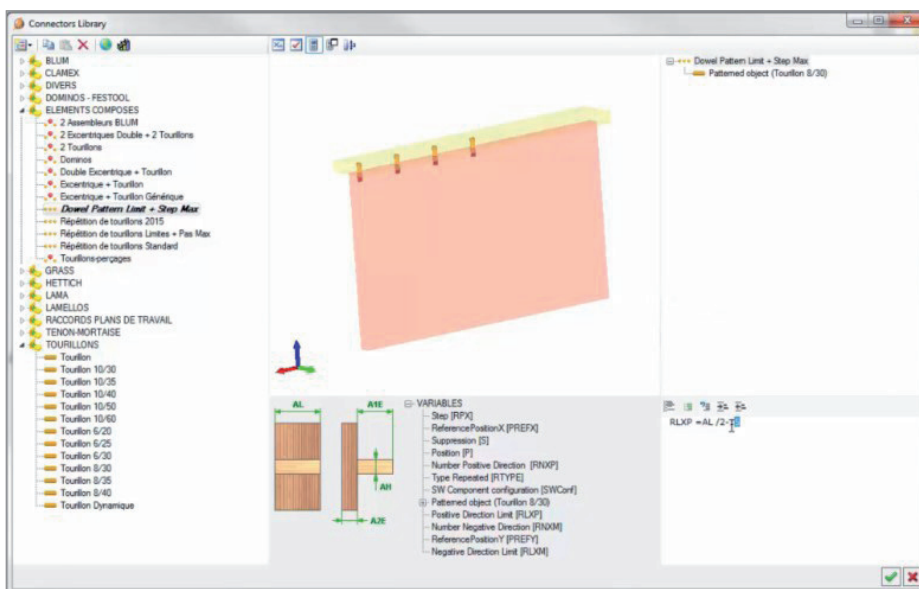 Connectors Library
BLUM
CLAMEX
DIVERS
DOMINOS - FESTOOL
ELEMENTS COMPOSES
2 Assembleurs BLUM
2 Excentriques Double + 2 Tourillons
2 Tourillons
Dominos
Double Excentrique + Tourillon
Excentrique + Tourillon
Excentrique + Tourillon Générique
Dowel Pattern Limit + Step Max
Répétition de tourillons 2015
Répétition de tourillons Limites + Pas Max
Répétition de tourillons Standard
Tourillons-perçages
GRASS
HETTICH
LAMA
LAMELLOS
RACCORDS PLANS DE TRAVAIL
TENON-MORTAISE
TOURILLONS
Tourillon
Tourillon 10/30
Tourillon 10/35
Tourillon 10/40
Tourillon 10/50
Tourillon 10/60
Tourillon 6/20
Tourillon 6/25
Tourillon 6/30
Tourillon 8/30
Tourillon 8/35
Tourillon 8/40
Tourillon Dynamique
AL
A1E
AH
A2E
VARIABLES
Step [RPX]
ReferencePositionX [PREFX]
Suppression [S]
Position [P]
Number Positive Direction [RNXP]
Type Repeated [RTYPE]
SW Component configuration [SWConf]
Patterned object (Tourillon 8/30)
Positive Direction Limit [RLXP]
Number Negative Direction [RNXM]
ReferencePositionY [PREFY]
Negative Direction Limit [RLXM]
Dowel Pattern Limit + Step Max
Patterned object (Tourillon 8/30)
RLXP =AL /2-